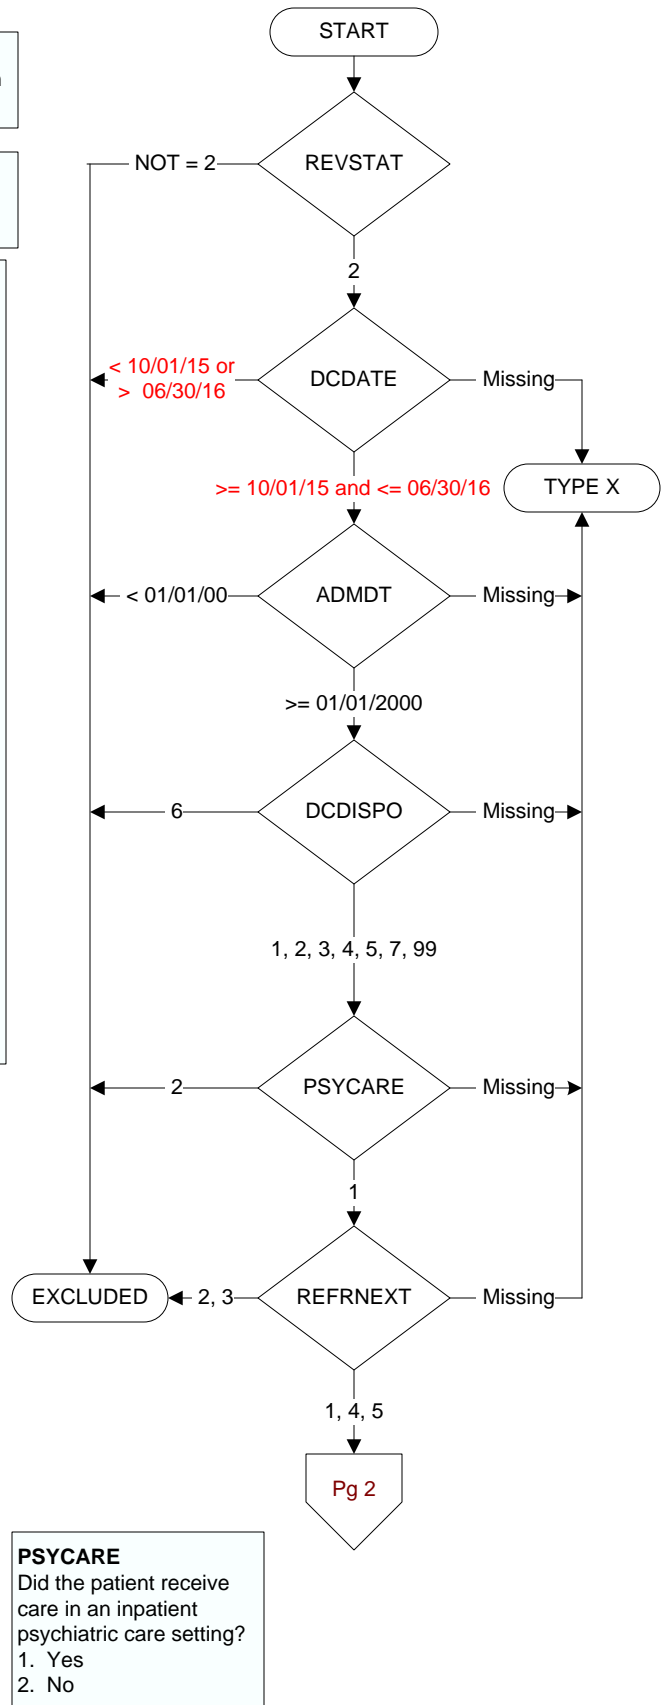 START
REVSTAT
NOT = 2
2
DCDATE
< 10/01/15 or
> 06/30/16
Missing
>= 10/01/15 and <= 06/30/16
TYPE X
ADMDT
< 01/01/00
Missing
>= 01/01/2000
DCDISPO
6
Missing
1, 2, 3, 4, 5, 7, 99
PSYCARE
2
Missing
1
EXCLUDED
2, 3
REFRNEXT
Missing
1, 4, 5
Pg 2
PSYCARE
Did the patient receive
care in an inpatient
psychiatric care setting?
1. Yes
2. No